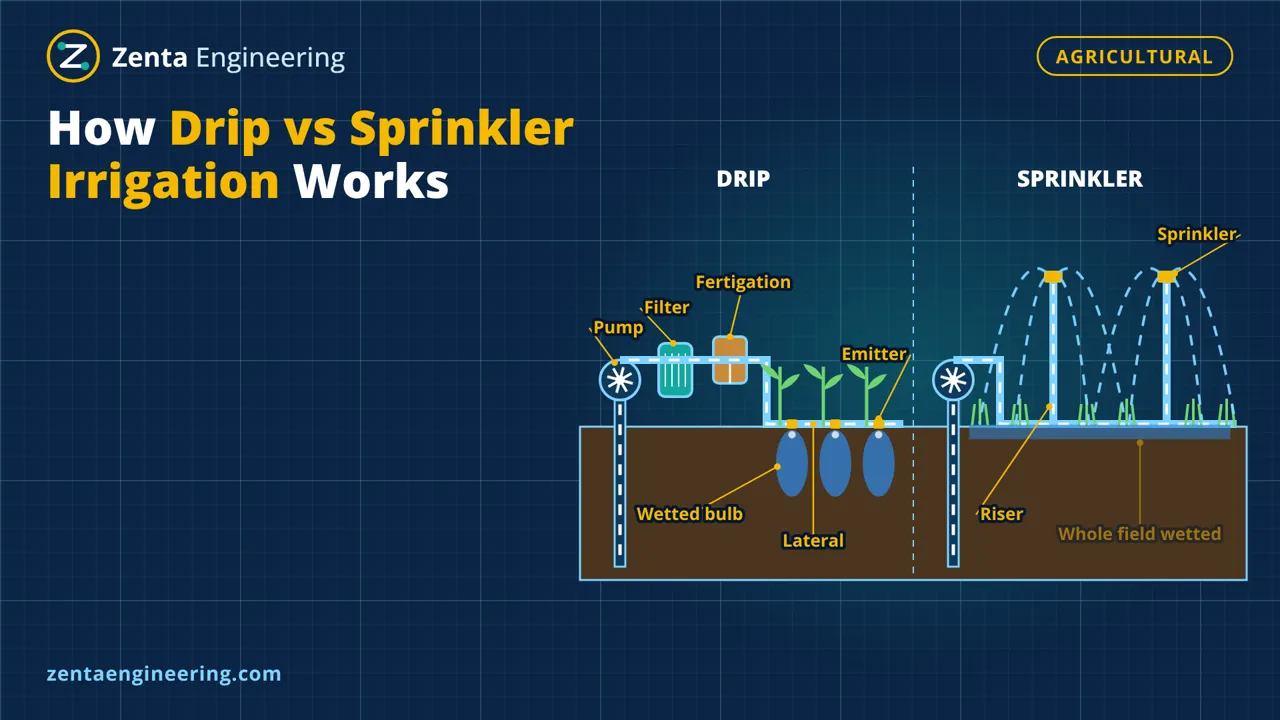 Zenta Engineering
AGRICULTURAL
How Drip vs Sprinkler
Irrigation Works
DRIP
SPRINKLER
Sprinkler
Fertigation
Filter
Pump
Emitter
Wetted bulb
Riser
Whole field wetted
Lateral
zentaengineering.com